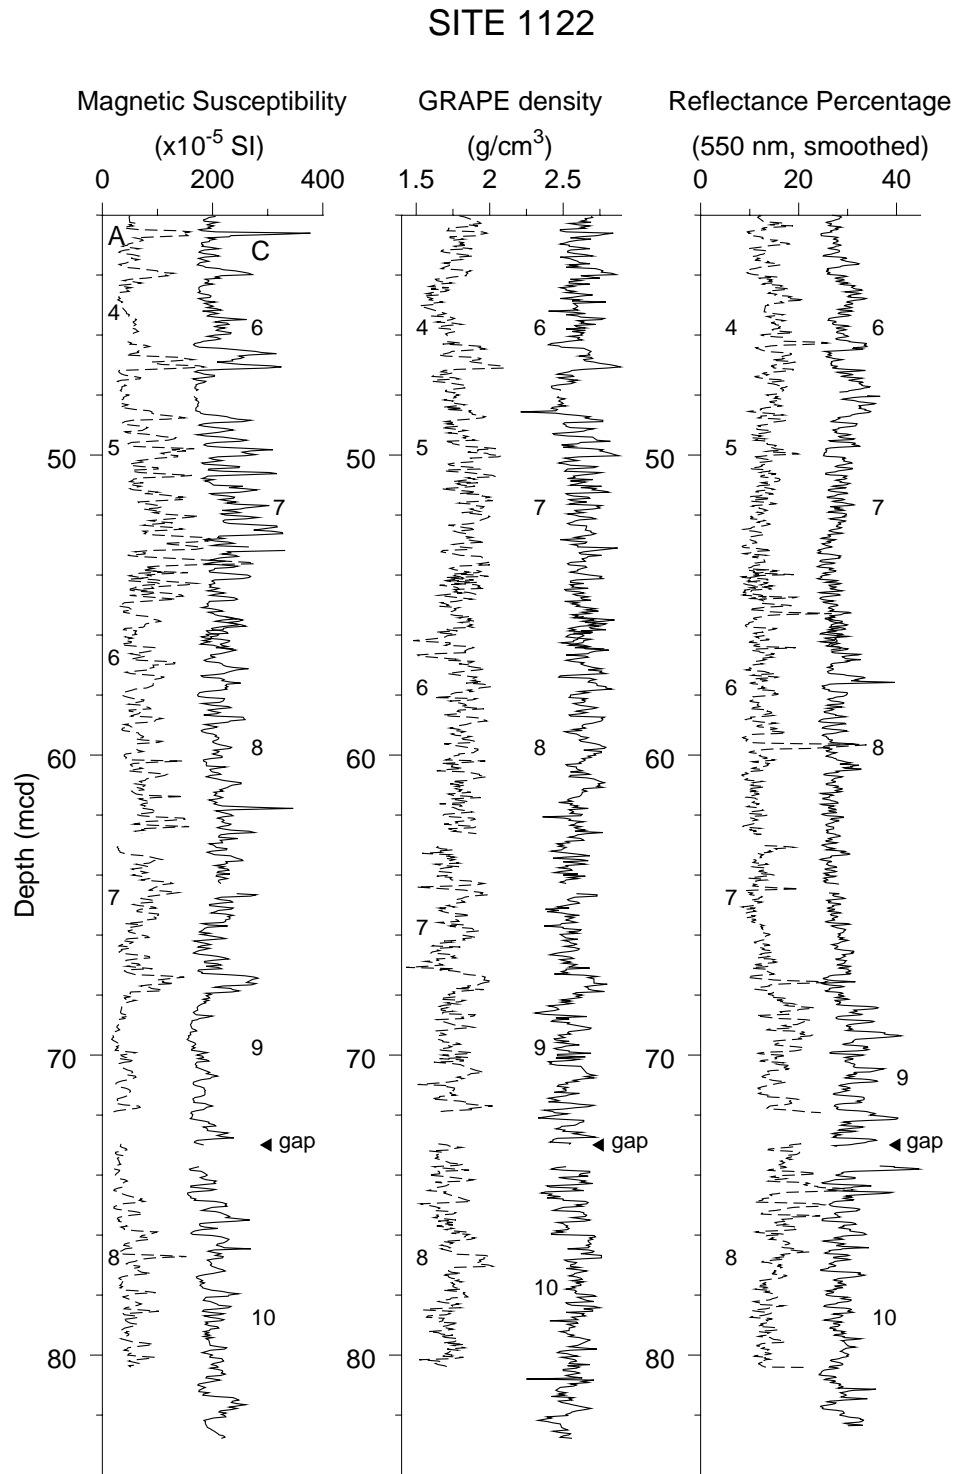 SITE 1122
Magnetic Susceptibility GRAPE density Reflectance Percentage
(x10-5 SI) (g/cm3) (550 nm, smoothed)
0 200 400 1.5 2 2.5 0 20 40
A C
4 6 4 6 4 6
50 5 50 5 5
7 7 7
6 6 6
60 8 60 8 60 8
Depth (mcd)
7 7 7
70 9 70 9 70 9
gap gap gap
8 8 8
10 10 10
80 80 80